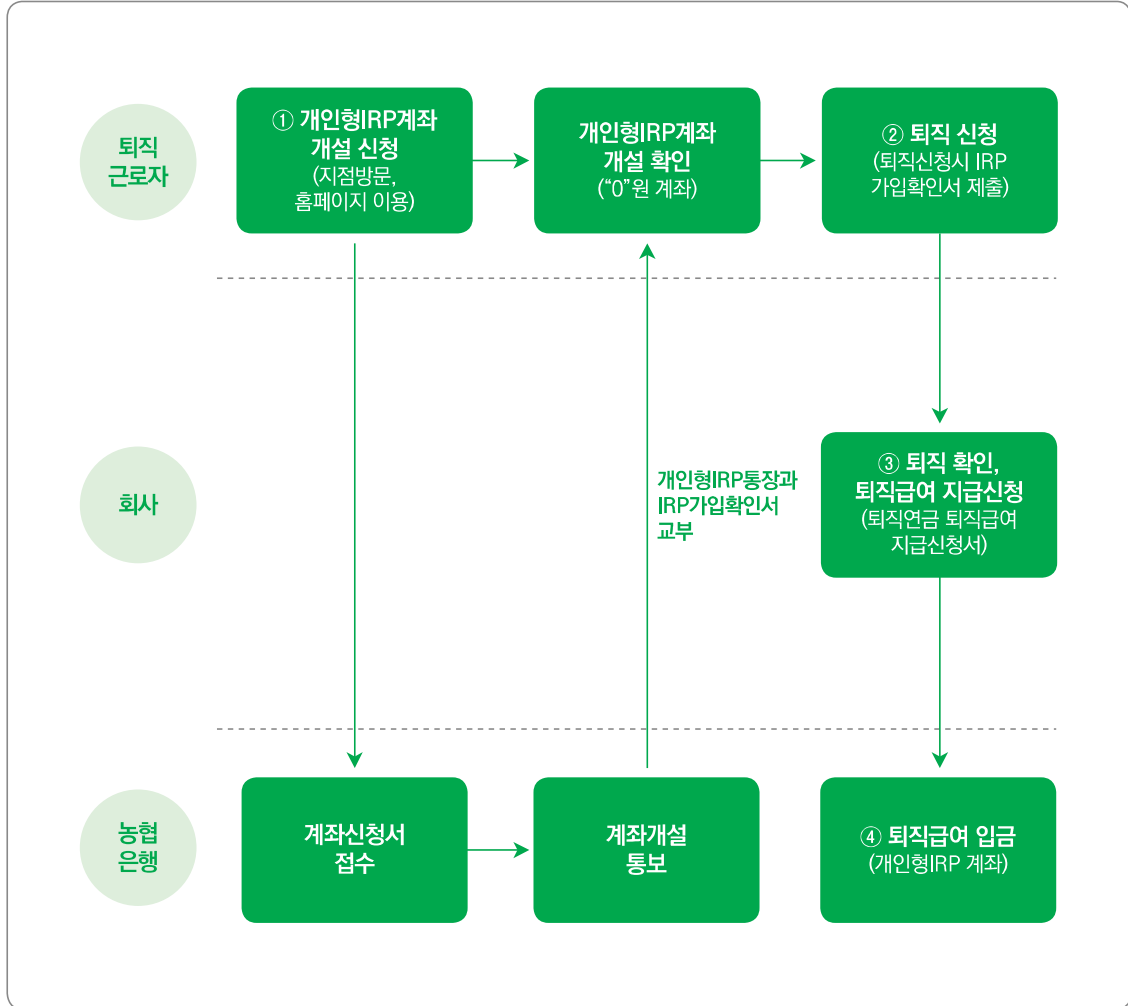 퇴직
근로자
① 개인형IRP계좌
개설 신청
(지점방문,
홈페이지 이용)
개인형IRP계좌
개설 확인
(“0”원 계좌)
② 퇴직 신청
(퇴직신청시 IRP
가입확인서 제출)
회사
개인형IRP통장과
IRP가입확인서
교부
③ 퇴직 확인,
퇴직급여 지급신청
(퇴직연금 퇴직급여
지급신청서)
농협
은행
계좌신청서
접수
계좌개설
통보
④ 퇴직급여 입금
(개인형IRP 계좌)